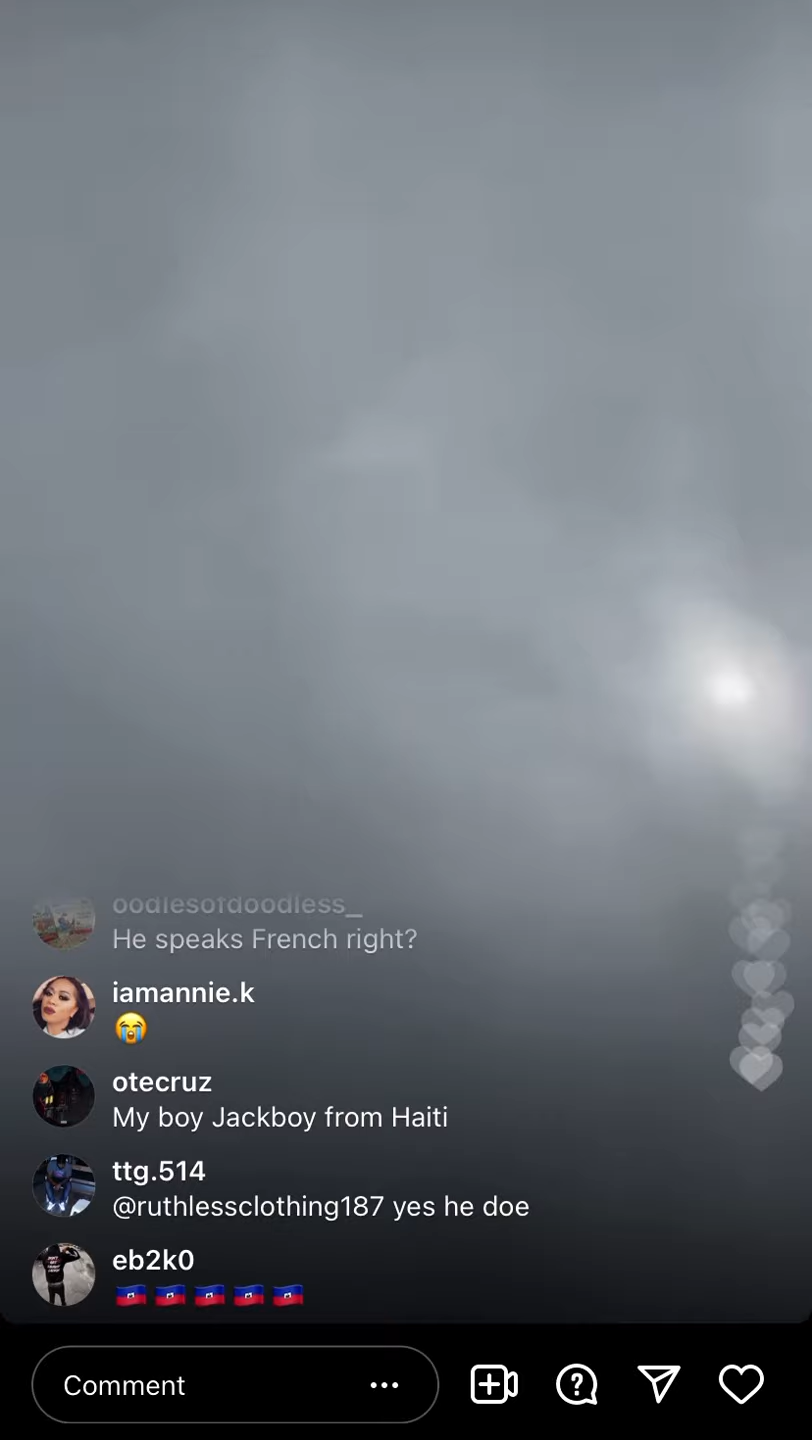 oodlesofdoodless_
He speaks French right?
iamannie.k
😭
otecruz
My boy Jackboy from Haiti
ttg.514
@ruthlessclothing187 yes he doe
eb2k0
🇭🇹🇭🇹🇭🇹🇭🇹🇭🇹
Comment